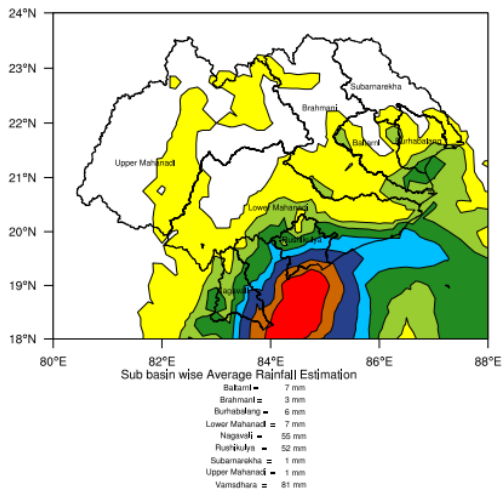 24°N
23°N
Subarnarekha
Brahmani
22°N
Baitarni Burhabalang
Upper Mahanadi
21°N
Lower Mahanadi
20°N
Rushikulya
19°N
Nagavali
18°N
80°E 82°E 84°E 86°E 88°E
Sub basin wise Average Rainfall Estimation
Baitarni = 7 mm
Brahmani = 3 mm
Burhabalang = 6 mm
Lower Mahanadi = 7 mm
Nagavali = 55 mm
Rushikulya = 52 mm
Subarnarekha = 1 mm
Upper Mahanadi = 1 mm
Vamsdhara = 81 mm